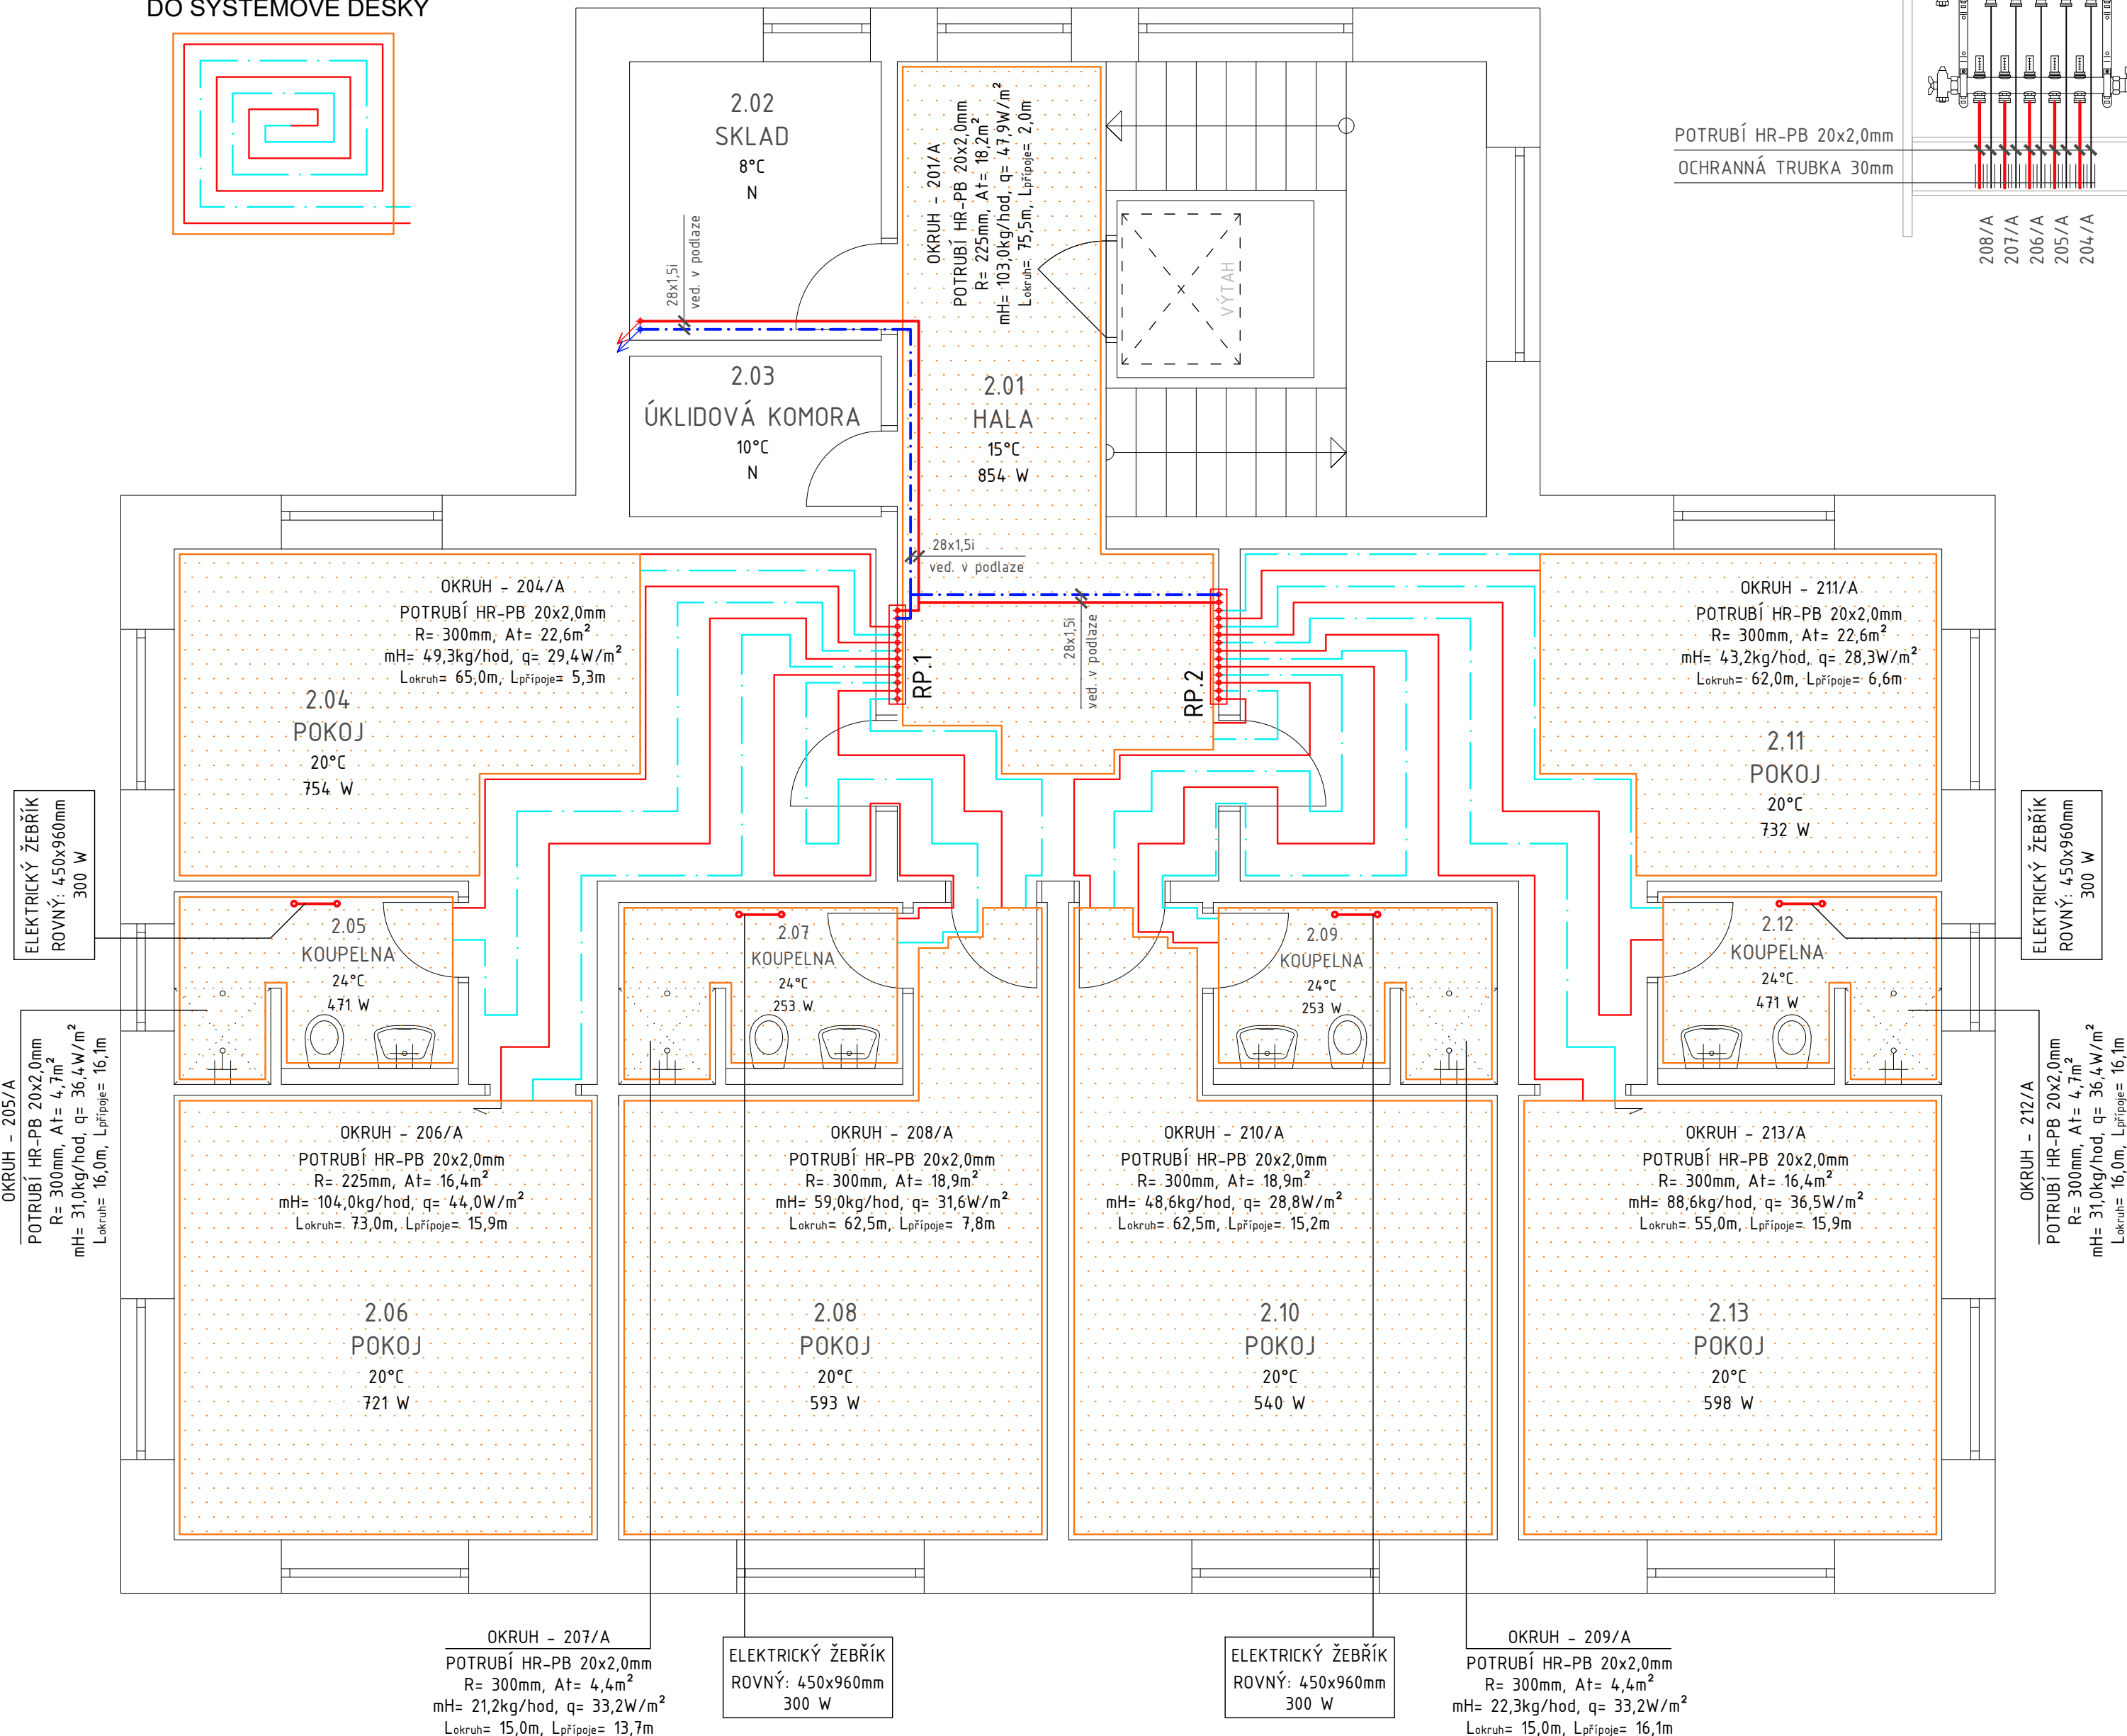 DO SYSTÉMOVÉ DESKY
POTRUBÍ HR-PB 20x2,0mm
OCHRANNÁ TRUBKA 30mm
208/A
207/A
206/A
205/A
204/A
2.02
SKLAD
8°C
N
28x1,5i
ved. v podlaze
OKRUH - 201/A
POTRUBÍ HR-PB 20x2,0mm
R= 225mm, At= 18,2m²
mH= 103,0kg/hod, q= 47,9W/m²
Lokruh= 75,5m, Lpřípoje= 2,0m
VÝTAH
2.03
ÚKLIDOVÁ KOMORA
10°C
N
2.01
HALA
15°C
854 W
28x1,5i
ved. v podlaze
28x1,5i
ved. v podlaze
RP.1
RP.2
OKRUH - 204/A
POTRUBÍ HR-PB 20x2,0mm
R= 300mm, At= 22,6m²
mH= 49,3kg/hod, q= 29,4W/m²
Lokruh= 65,0m, Lpřípoje= 5,3m
2.04
POKOJ
20°C
754 W
OKRUH - 211/A
POTRUBÍ HR-PB 20x2,0mm
R= 300mm, At= 22,6m²
mH= 43,2kg/hod, q= 28,3W/m²
Lokruh= 62,0m, Lpřípoje= 6,6m
2.11
POKOJ
20°C
732 W
ELEKTRICKÝ ŽEBŘÍK
ROVNÝ: 450x960mm
300 W
ELEKTRICKÝ ŽEBŘÍK
ROVNÝ: 450x960mm
300 W
2.05
KOUPELNA
24°C
471 W
2.07
KOUPELNA
24°C
253 W
2.09
KOUPELNA
24°C
253 W
2.12
KOUPELNA
24°C
471 W
OKRUH - 205/A
POTRUBÍ HR-PB 20x2,0mm
R= 300mm, At= 4,7m²
mH= 31,0kg/hod, q= 36,4W/m²
Lokruh= 16,0m, Lpřípoje= 16,1m
OKRUH - 212/A
POTRUBÍ HR-PB 20x2,0mm
R= 300mm, At= 4,7m²
mH= 31,0kg/hod, q= 36,4W/m²
Lokruh= 16,0m, Lpřípoje= 16,1m
OKRUH - 206/A
POTRUBÍ HR-PB 20x2,0mm
R= 225mm, At= 16,4m²
mH= 104,0kg/hod, q= 44,0W/m²
Lokruh= 73,0m, Lpřípoje= 15,9m
2.06
POKOJ
20°C
721 W
OKRUH - 208/A
POTRUBÍ HR-PB 20x2,0mm
R= 300mm, At= 18,9m²
mH= 59,0kg/hod, q= 31,6W/m²
Lokruh= 62,5m, Lpřípoje= 7,8m
2.08
POKOJ
20°C
593 W
OKRUH - 210/A
POTRUBÍ HR-PB 20x2,0mm
R= 300mm, At= 18,9m²
mH= 48,6kg/hod, q= 28,8W/m²
Lokruh= 62,5m, Lpřípoje= 15,2m
2.10
POKOJ
20°C
540 W
OKRUH - 213/A
POTRUBÍ HR-PB 20x2,0mm
R= 300mm, At= 16,4m²
mH= 88,6kg/hod, q= 36,5W/m²
Lokruh= 55,0m, Lpřípoje= 15,9m
2.13
POKOJ
20°C
598 W
OKRUH - 207/A
POTRUBÍ HR-PB 20x2,0mm
R= 300mm, At= 4,4m²
mH= 21,2kg/hod, q= 33,2W/m²
Lokruh= 15,0m, Lpřípoje= 13,7m
ELEKTRICKÝ ŽEBŘÍK
ROVNÝ: 450x960mm
300 W
ELEKTRICKÝ ŽEBŘÍK
ROVNÝ: 450x960mm
300 W
OKRUH - 209/A
POTRUBÍ HR-PB 20x2,0mm
R= 300mm, At= 4,4m²
mH= 22,3kg/hod, q= 33,2W/m²
Lokruh= 15,0m, Lpřípoje= 16,1m